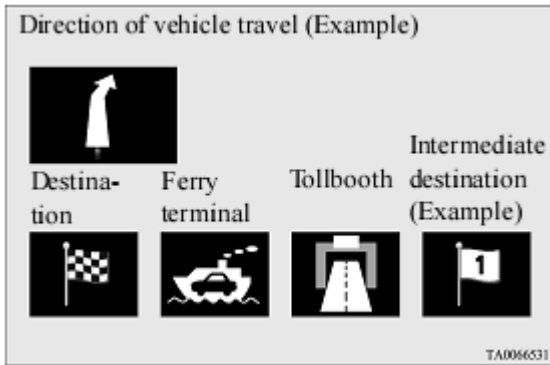 Direction of vehicle travel (Example)
Destina-
tion
Ferry
terminal
Tollbooth
Intermediate
destination
(Example)
1
TA0066531